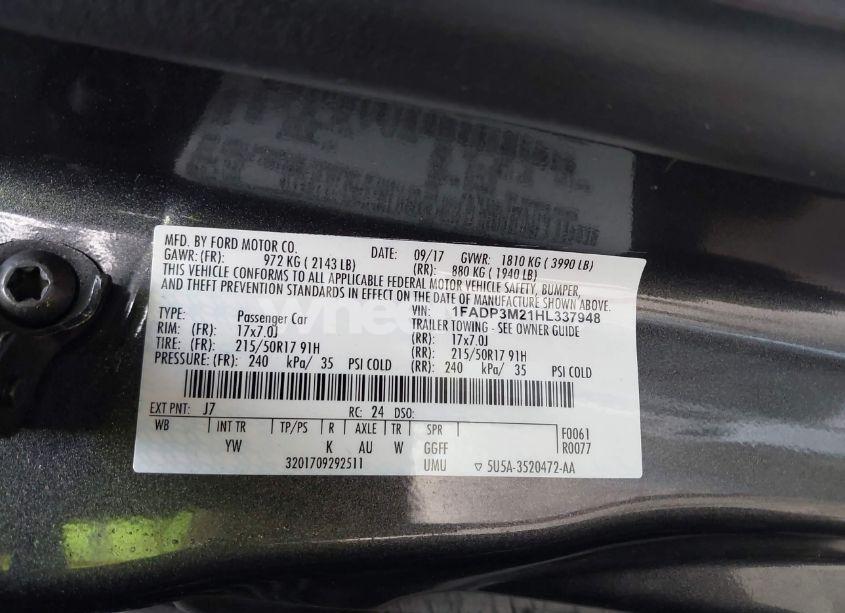 MFD. BY FORD MOTOR CO. DATE: 09/17 GVWR: 1810 KG ( 3990 LB)
GAWR: (FR): 972 KG ( 2143 LB) (RR): 880 KG ( 1940 LB)
THIS VEHICLE CONFORMS TO ALL APPLICABLE FEDERAL MOTOR VEHICLE SAFETY, BUMPER,
AND THEFT PREVENTION STANDARDS IN EFFECT ON THE DATE OF MANUFACTURE SHOWN ABOVE.
VIN: 1FADP3M21HL337948
TYPE: Passenger Car TRAILER TOWING - SEE OWNER GUIDE
RIM: (FR): 17x7.0J (RR): 17x7.0J
TIRE: (FR): 215/50R17 91H (RR): 215/50R17 91H
PRESSURE: (FR): 240 kPa/ 35 PSI COLD (RR): 240 kPa/ 35 PSI COLD
EXT PNT: J7 RC: 24 DSO:
WB INT TR TP/PS R AXLE TR SPR F0061
YW K AU W GGFF R0077
3201709292511 UMU ▽ 5U5A-3520472-AA